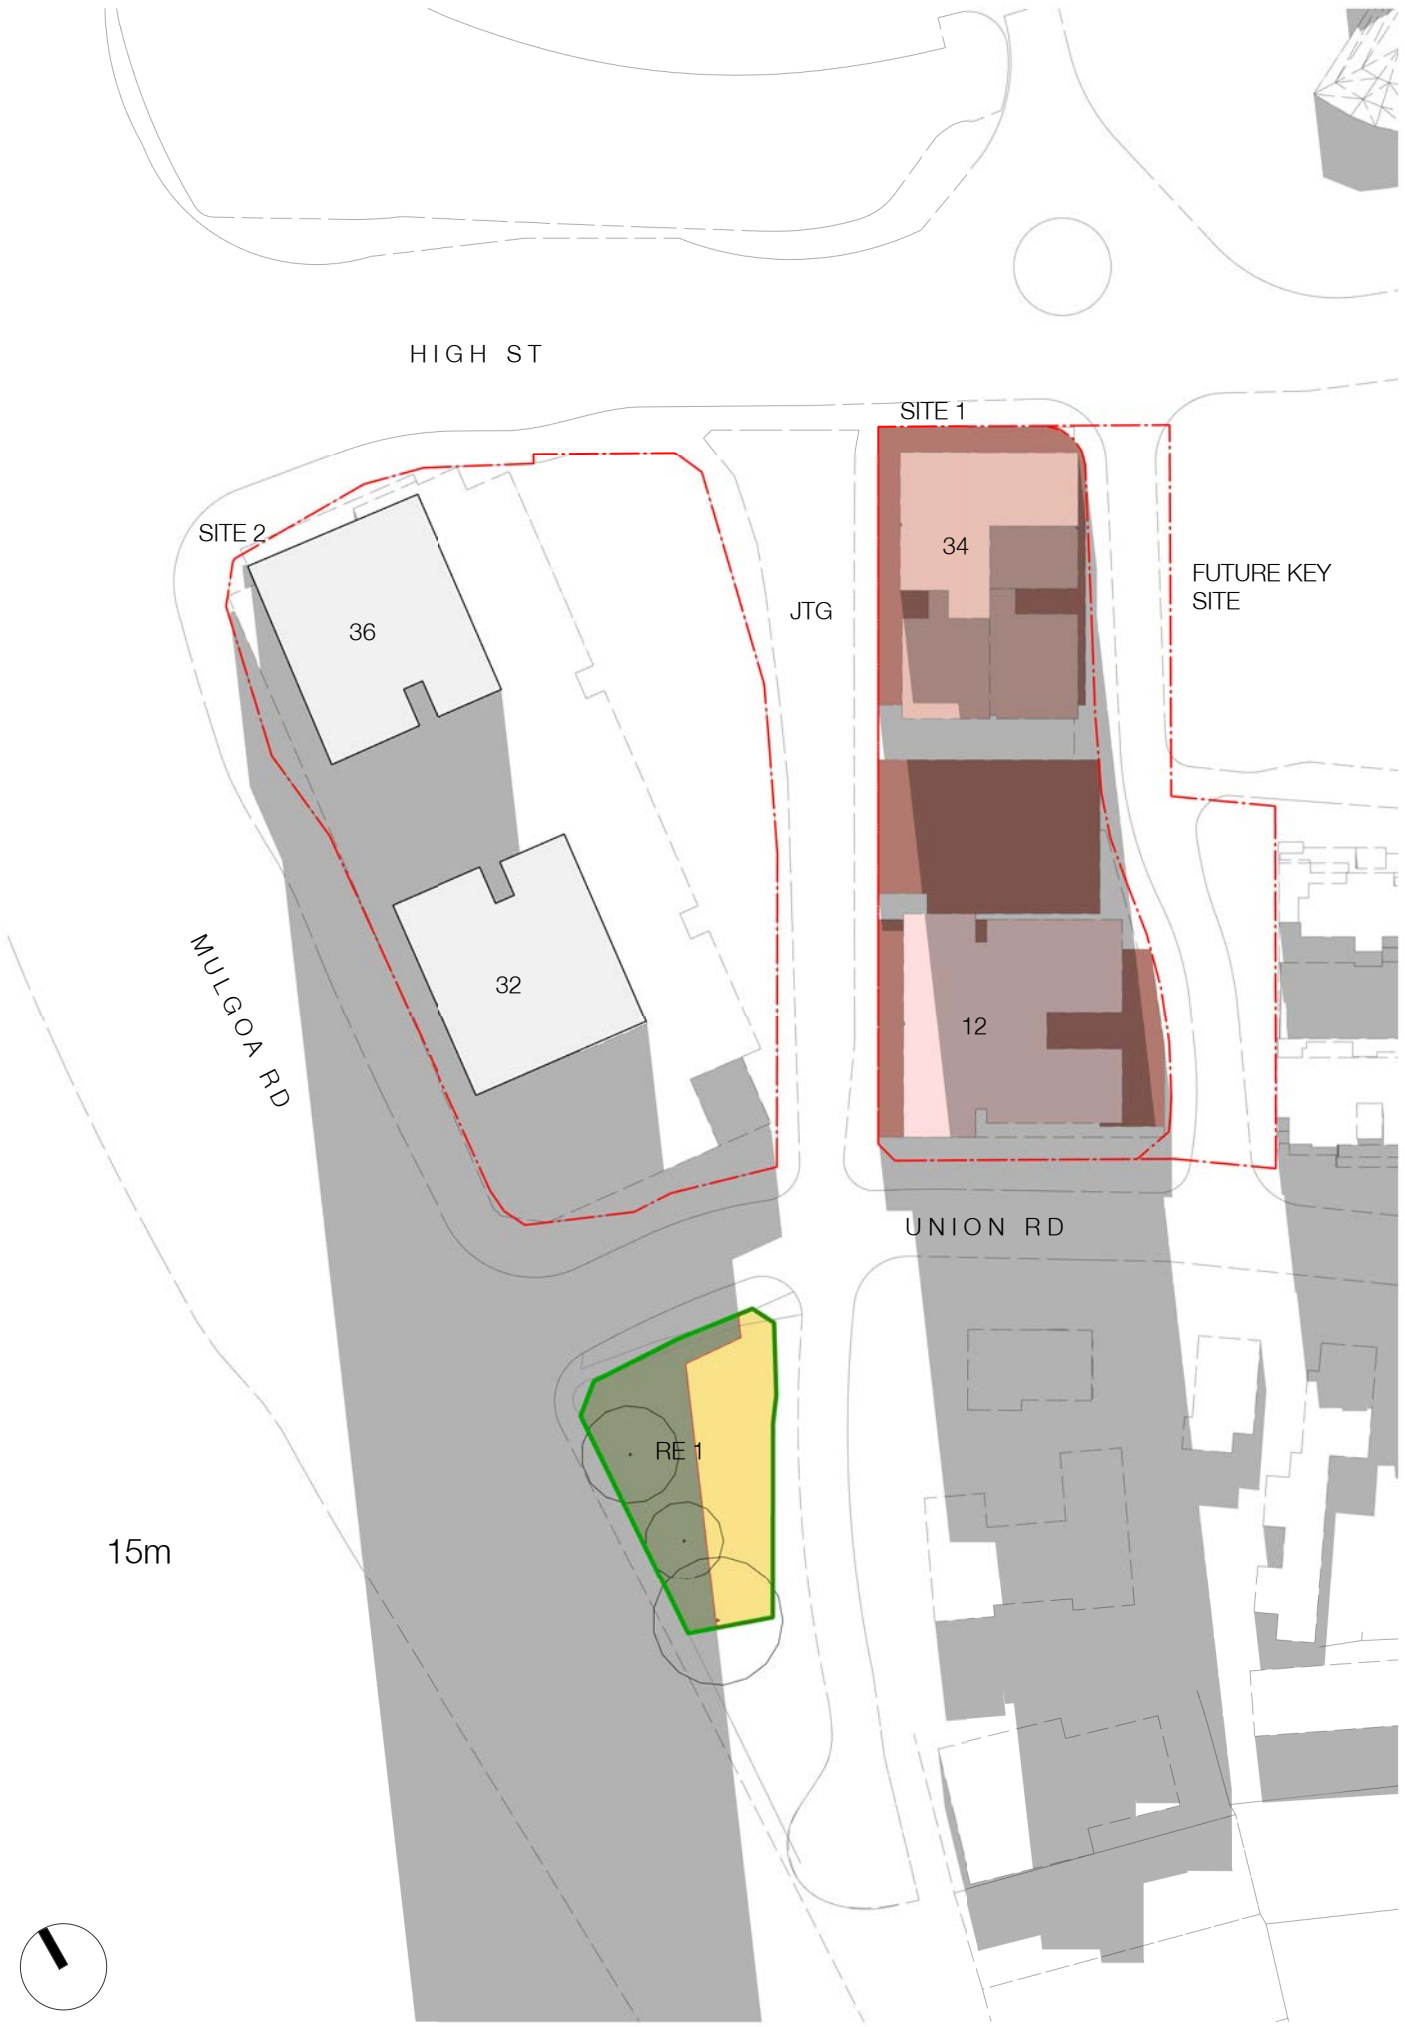 HIGH ST
SITE 1
SITE 2
34
FUTURE KEY
SITE
JTG
36
32
12
MULGOA RD
UNION RD
RE 1
15m